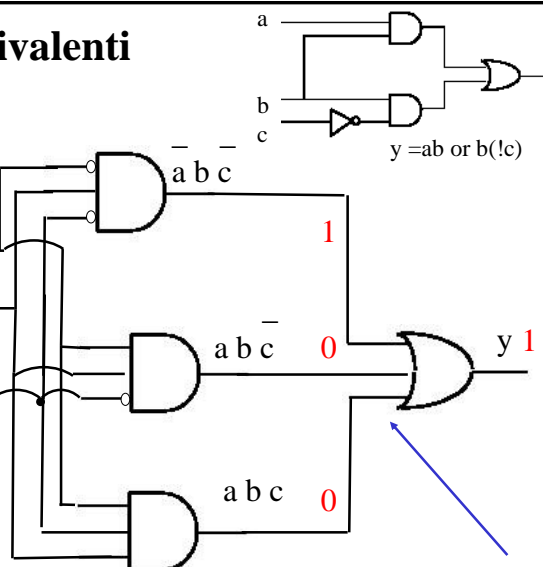 ivalenti
a
b
c
y =ab or b(!c)
a̅ b c̅
1
a b c̅
0
y 1
a b c
0